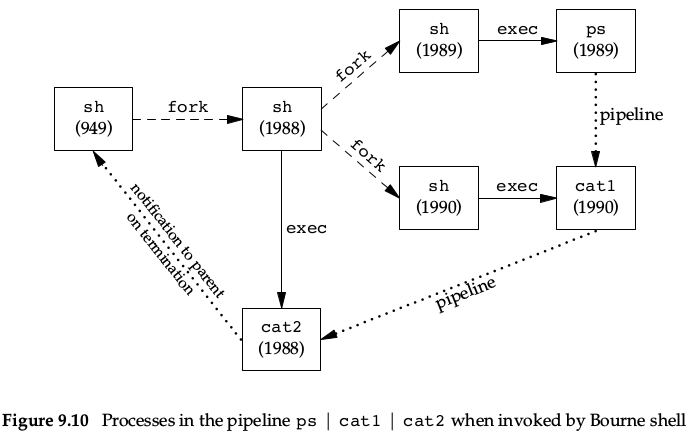 sh
(1989)
exec
ps
(1989)
fork
sh
(949)
fork
sh
(1988)
pipeline
fork
sh
(1990)
exec
cat1
(1990)
notification to parent
on termination
exec
pipeline
cat2
(1988)
Figure 9.10 Processes in the pipeline ps | cat1 | cat2 when invoked by Bourne shell